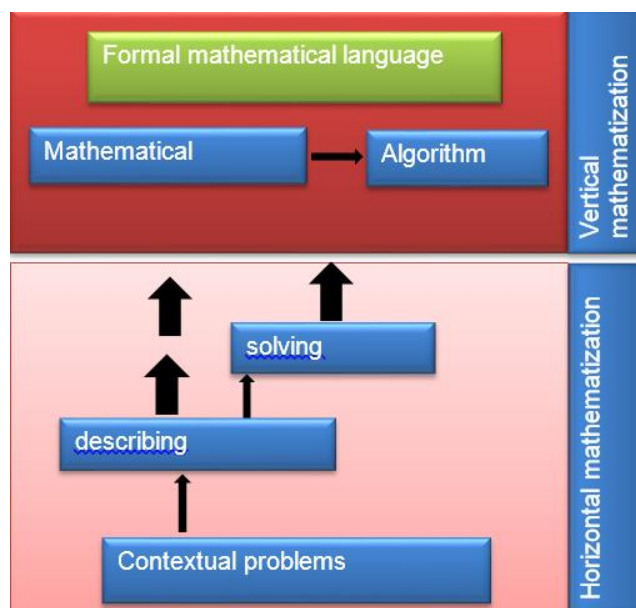 Formal mathematical language
Mathematical
Algorithm
Vertical
mathematization
solving
describing
Contextual problems
Horizontal mathematization